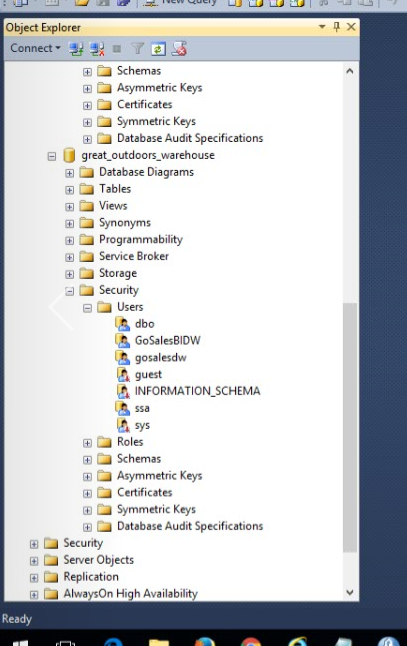 New Query
Object Explorer
Connect
Schemas
Asymmetric Keys
Certificates
Symmetric Keys
Database Audit Specifications
great_outdoors_warehouse
Database Diagrams
Tables
Views
Synonyms
Programmability
Service Broker
Storage
Security
Users
dbo
GoSalesBIDW
gosalesdw
guest
INFORMATION_SCHEMA
ssa
sys
Roles
Schemas
Asymmetric Keys
Certificates
Symmetric Keys
Database Audit Specifications
Security
Server Objects
Replication
AlwaysOn High Availability
Ready